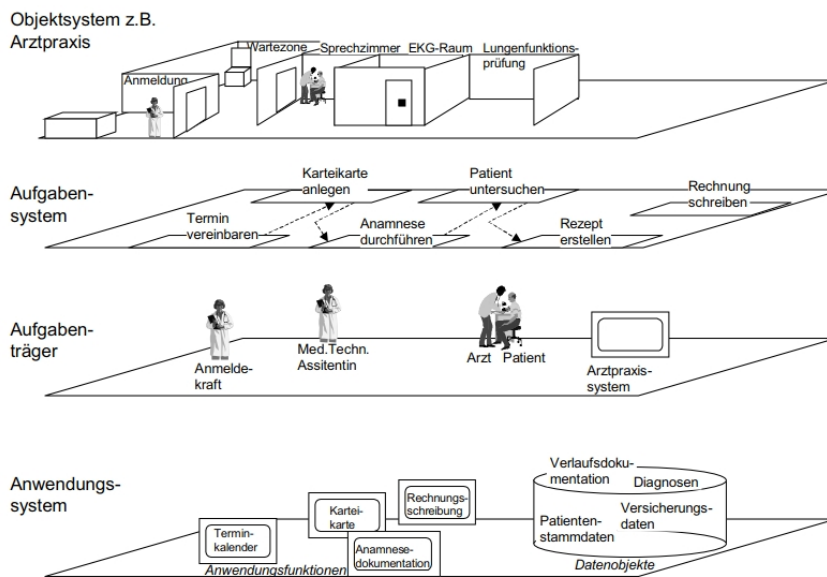 Objektsystem z.B.
Arztpraxis
Wartezone
Sprechzimmer
EKG-Raum
Lungenfunktions-
prüfung
Anmeldung
Aufgaben-
system
Karteikarte
anlegen
Patient
untersuchen
Rechnung
schreiben
Termin
vereinbaren
Anamnese
durchführen
Rezept
erstellen
Aufgaben-
träger
Anmelde-
kraft
Med.Techn.
Assitentin
Arzt
Patient
Arztpraxis-
system
Anwendungs-
system
Termin-
kalender
Kartei-
karte
Rechnungs-
schreibung
Anamnese-
dokumentation
Anwendungsfunktionen
Verlaufsdoku-
mentation
Diagnosen
Patienten-
stammdaten
Versicherungs-
daten
Datenobjekte